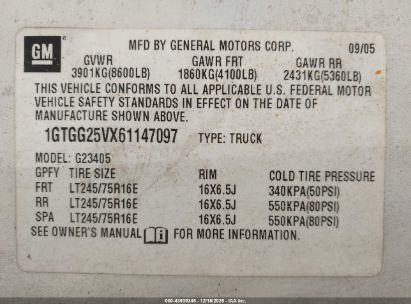 GM
MFD BY GENERAL MOTORS CORP. 09/05
GVWR GAWR FRT GAWR RR
3901KG(8600LB) 1860KG(4100LB) 2431KG(5360LB)
THIS VEHICLE CONFORMS TO ALL APPLICABLE U.S. FEDERAL MOTOR
VEHICLE SAFETY STANDARDS IN EFFECT ON THE DATE OF
MANUFACTURE SHOWN ABOVE.
1GTGG25VX61147097 TYPE: TRUCK
MODEL: G23405
GPFY TIRE SIZE RIM COLD TIRE PRESSURE
FRT LT245/75R16E 16X6.5J 340KPA(50PSI)
RR LT245/75R16E 16X6.5J 550KPA(80PSI)
SPA LT245/75R16E 16X6.5J 550KPA(80PSI)
SEE OWNER'S MANUAL FOR MORE INFORMATION.